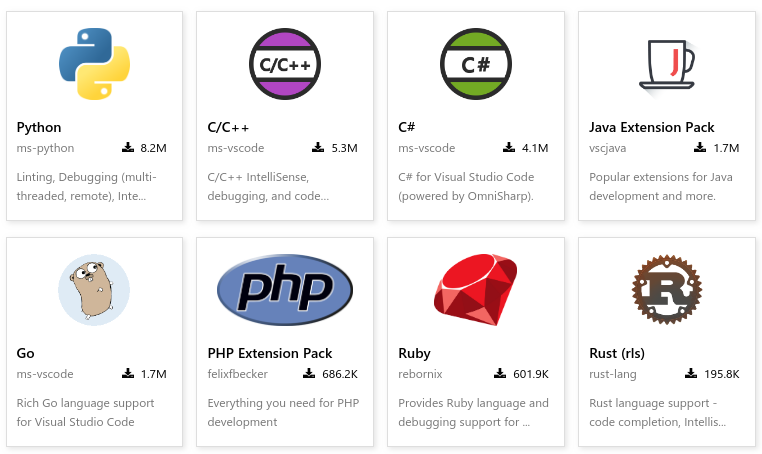 C/C++
C#
J
php
R
Python
ms-python 8.2M
Linting, Debugging (multi-
threaded, remote), Inte...
C/C++
ms-vscode 5.3M
C/C++ IntelliSense,
debugging, and code...
C#
ms-vscode 4.1M
C# for Visual Studio Code
(powered by OmniSharp).
Java Extension Pack
vscjava 1.7M
Popular extensions for Java
development and more.
Go
ms-vscode 1.7M
Rich Go language support
for Visual Studio Code
PHP Extension Pack
felixfbecker 686.2K
Everything you need for PHP
development
Ruby
rebornix 601.9K
Provides Ruby language and
debugging support for ...
Rust (rls)
rust-lang 195.8K
Rust language support -
code completion, Intellis...